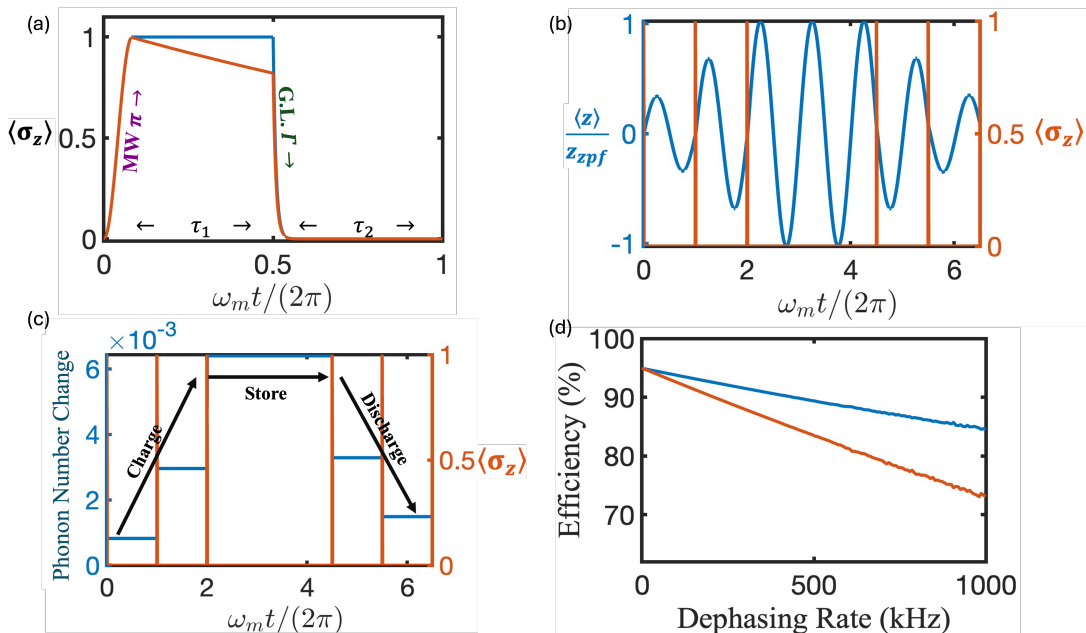 (a)
⟨σz⟩
1
0.5
0
MW π →
G.L. Γ →
← τ1 →
← τ2 →
0
0.5
1
ωmt/(2π)
(b)
⟨z⟩
zzpf
1
0
-1
1
0.5
0
⟨σz⟩
0
2
4
6
ωmt/(2π)
(c)
×10-3
Phonon Number Change
6
4
2
0
Charge
Store
Discharge
1
0.5
0
⟨σz⟩
0
2
4
6
ωmt/(2π)
(d)
Efficiency (%)
100
90
80
70
0
500
1000
Dephasing Rate (kHz)